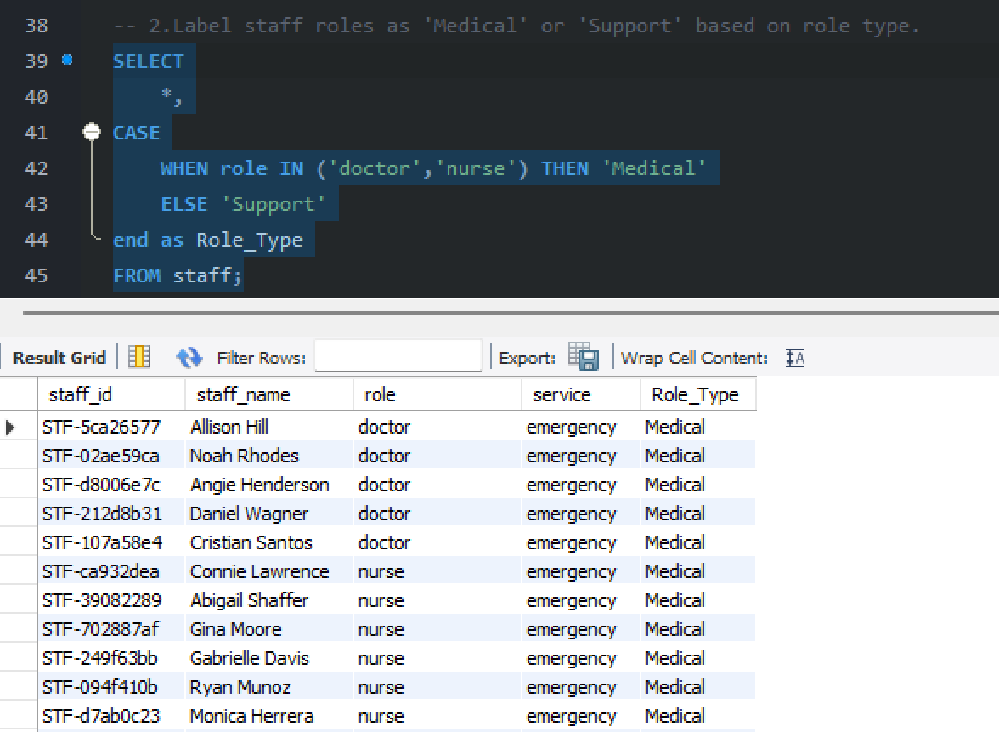 38 -- 2.Label staff roles as 'Medical' or 'Support' based on role type.
39 SELECT
40 *,
41 CASE
42 WHEN role IN ('doctor','nurse') THEN 'Medical'
43 ELSE 'Support'
44 end as Role_Type
45 FROM staff;
Result Grid Filter Rows: Export: Wrap Cell Content:
staff_id staff_name role service Role_Type
STF-5ca26577 Allison Hill doctor emergency Medical
STF-02ae59ca Noah Rhodes doctor emergency Medical
STF-d8006e7c Angie Henderson doctor emergency Medical
STF-212d8b31 Daniel Wagner doctor emergency Medical
STF-107a58e4 Cristian Santos doctor emergency Medical
STF-ca932dea Connie Lawrence nurse emergency Medical
STF-39082289 Abigail Shaffer nurse emergency Medical
STF-702887af Gina Moore nurse emergency Medical
STF-249f63bb Gabrielle Davis nurse emergency Medical
STF-094f410b Ryan Munoz nurse emergency Medical
STF-d7ab0c23 Monica Herrera nurse emergency Medical